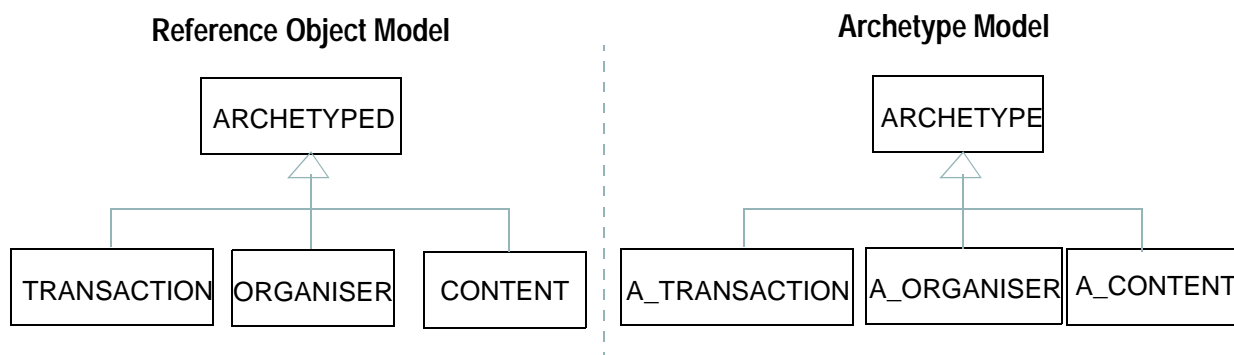 Reference Object Model
Archetype Model
ARCHETYPED
ARCHETYPE
TRANSACTION
ORGANISER
CONTENT
A_TRANSACTION
A_ORGANISER
A_CONTENT